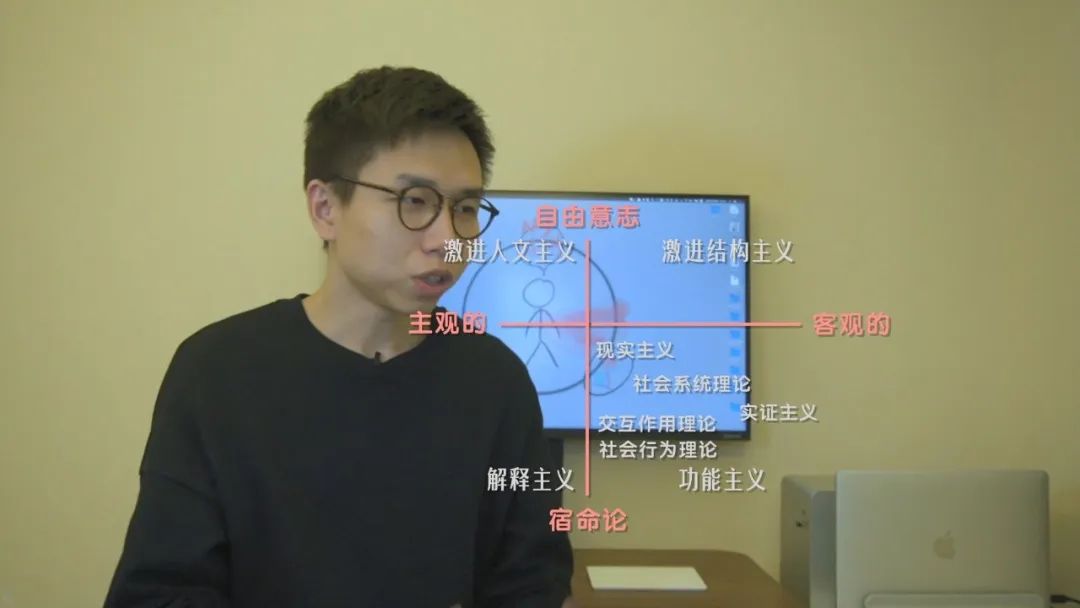 自由意志
激进人文主义
激进结构主义
主观的
客观的
现实主义
社会系统理论
实证主义
交互作用理论
社会行为理论
解释主义
功能主义
宿命论